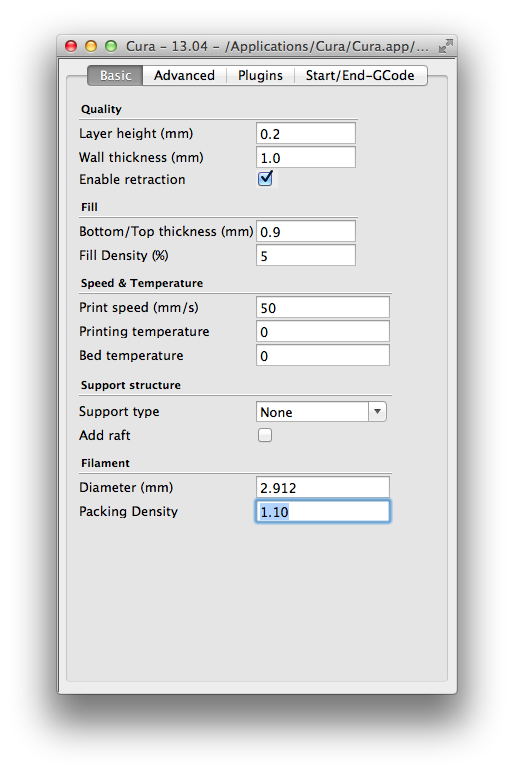 Cura – 13.04 – /Applications/Cura/Cura.app/...
Basic Advanced Plugins Start/End-GCode
Quality
Layer height (mm) 0.2
Wall thickness (mm) 1.0
Enable retraction
Fill
Bottom/Top thickness (mm) 0.9
Fill Density (%) 5
Speed & Temperature
Print speed (mm/s) 50
Printing temperature 0
Bed temperature 0
Support structure
Support type None
Add raft
Filament
Diameter (mm) 2.912
Packing Density 1.10